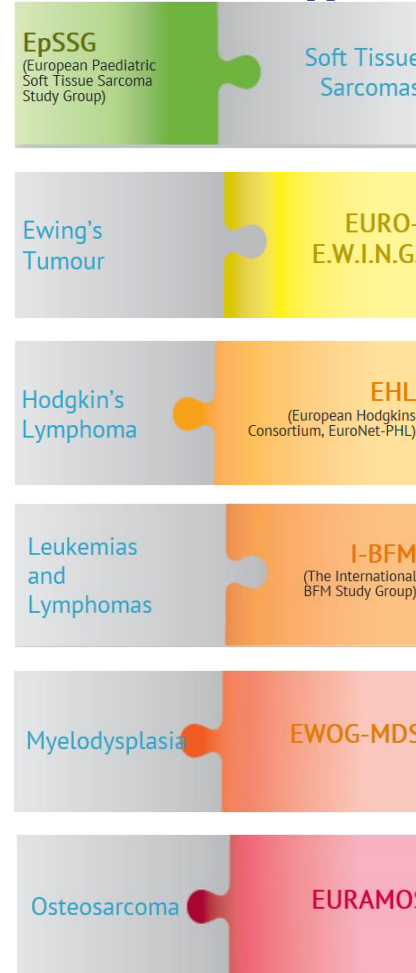 EpSSG
(European Paediatric
Soft Tissue Sarcoma
Study Group)
Soft Tissue
Sarcomas
Ewing's
Tumour
EURO-
E.W.I.N.G.
Hodgkin's
Lymphoma
EHL
(European Hodgkins
Consortium, EuroNet-PHL)
Leukemias
and
Lymphomas
I-BFM
(The International
BFM Study Group)
Myelodysplasia
EWOG-MDS
Osteosarcoma
EURAMOS